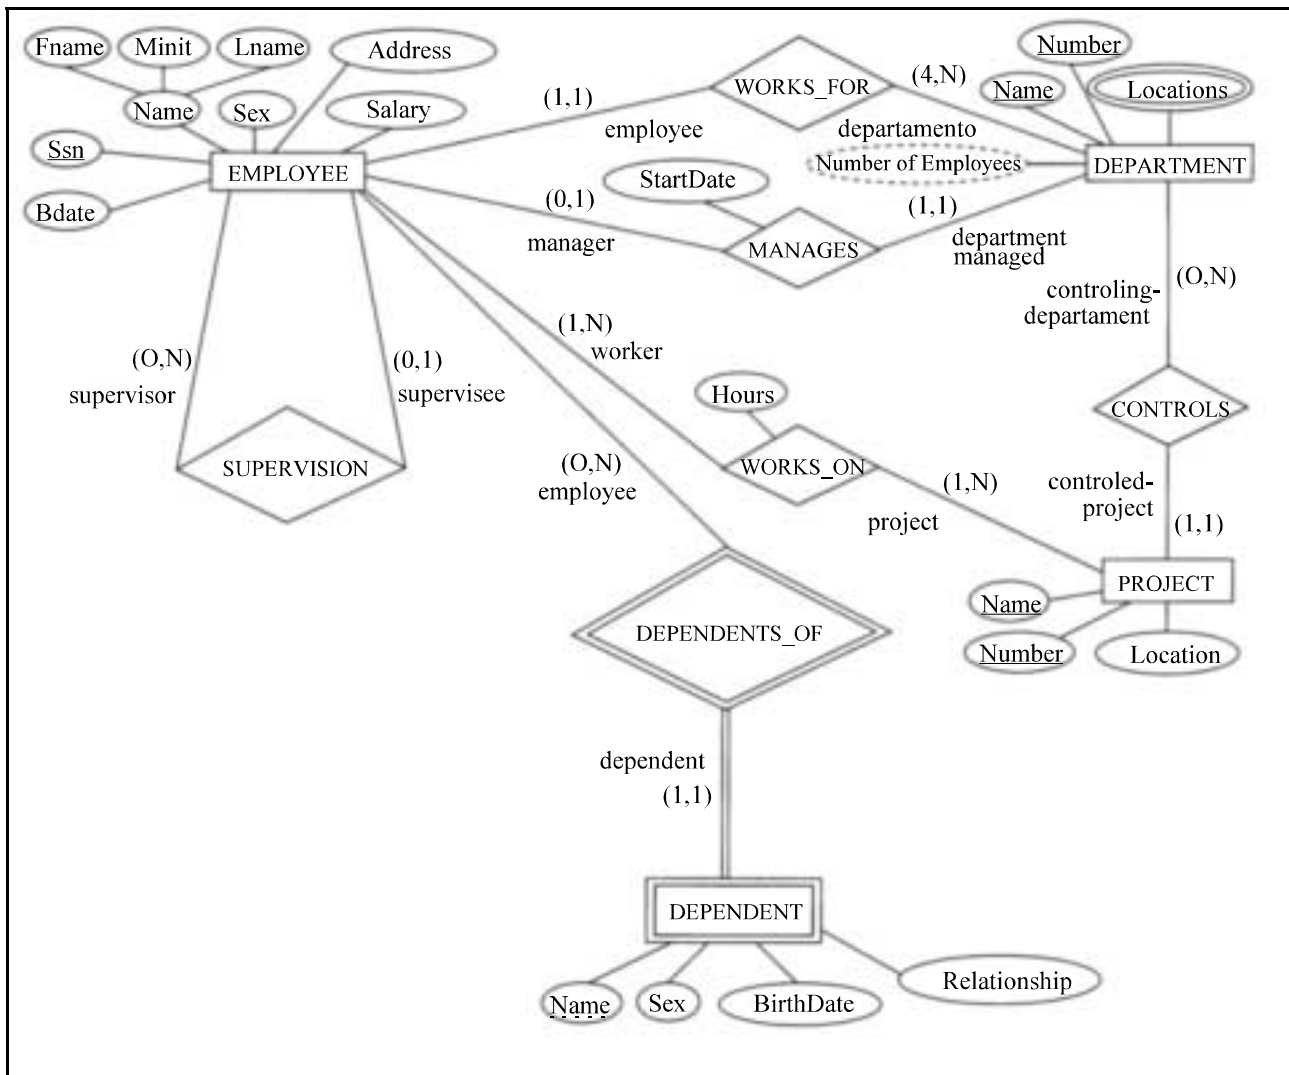 Fname
Minit
Lname
Address
Number
Name
Sex
Salary
Name
Locations
WORKS_FOR
(1,1)
employee
(4,N)
departamento
Ssn
EMPLOYEE
Number of Employees
DEPARTMENT
Bdate
StartDate
(0,1)
manager
MANAGES
(1,1)
department
managed
(O,N)
controling-
departament
(O,N)
supervisor
(0,1)
supervisee
(1,N)
worker
Hours
CONTROLS
SUPERVISION
(O,N)
employee
WORKS_ON
(1,N)
project
controled-
project
(1,1)
PROJECT
Name
Number
Location
DEPENDENTS_OF
dependent
(1,1)
DEPENDENT
Name
Sex
BirthDate
Relationship